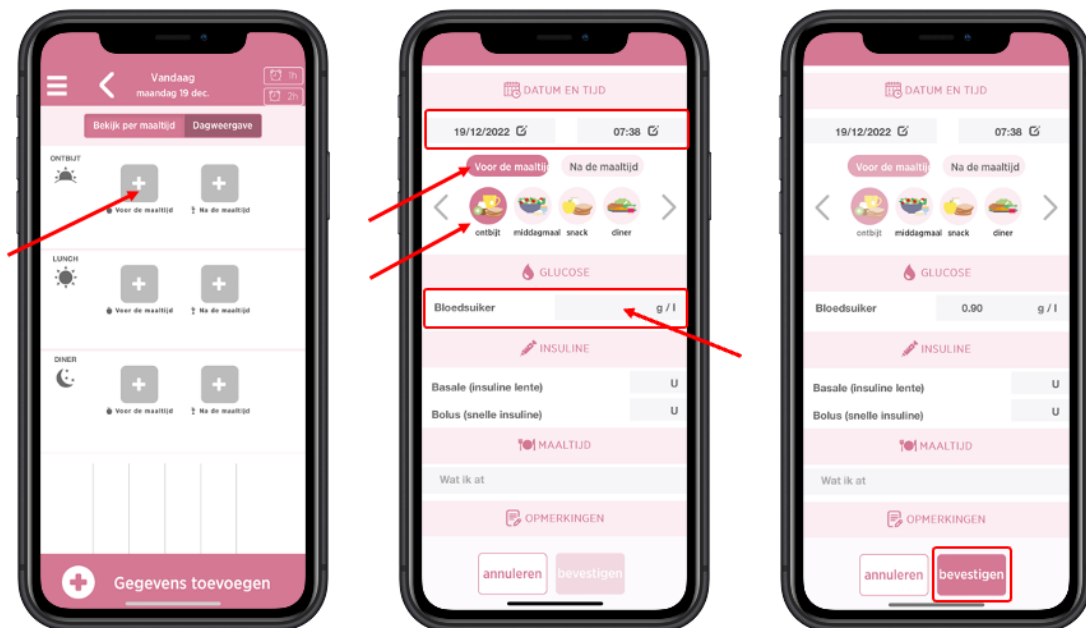 Vandaag
maandag 19 dec.
1h
2h
Bekijk per maaltijd Dagweergave
ONTBIJT
Voor de maaltijd Na de maaltijd
LUNCH
Voor de maaltijd Na de maaltijd
DINER
Voor de maaltijd Na de maaltijd
Gegevens toevoegen
DATUM EN TIJD
19/12/2022 07:38
Voor de maaltij Na de maaltijd
ontbijt middagmaal snack diner
GLUCOSE
Bloedsuiker g / l
INSULINE
Basale (insuline lente) U
Bolus (snelle insuline) U
MAALTIJD
Wat ik at
OPMERKINGEN
annuleren bevestigen
DATUM EN TIJD
19/12/2022 07:38
Voor de maaltij Na de maaltijd
ontbijt middagmaal snack diner
GLUCOSE
Bloedsuiker 0.90 g / l
INSULINE
Basale (insuline lente) U
Bolus (snelle insuline) U
MAALTIJD
Wat ik at
OPMERKINGEN
annuleren bevestigen